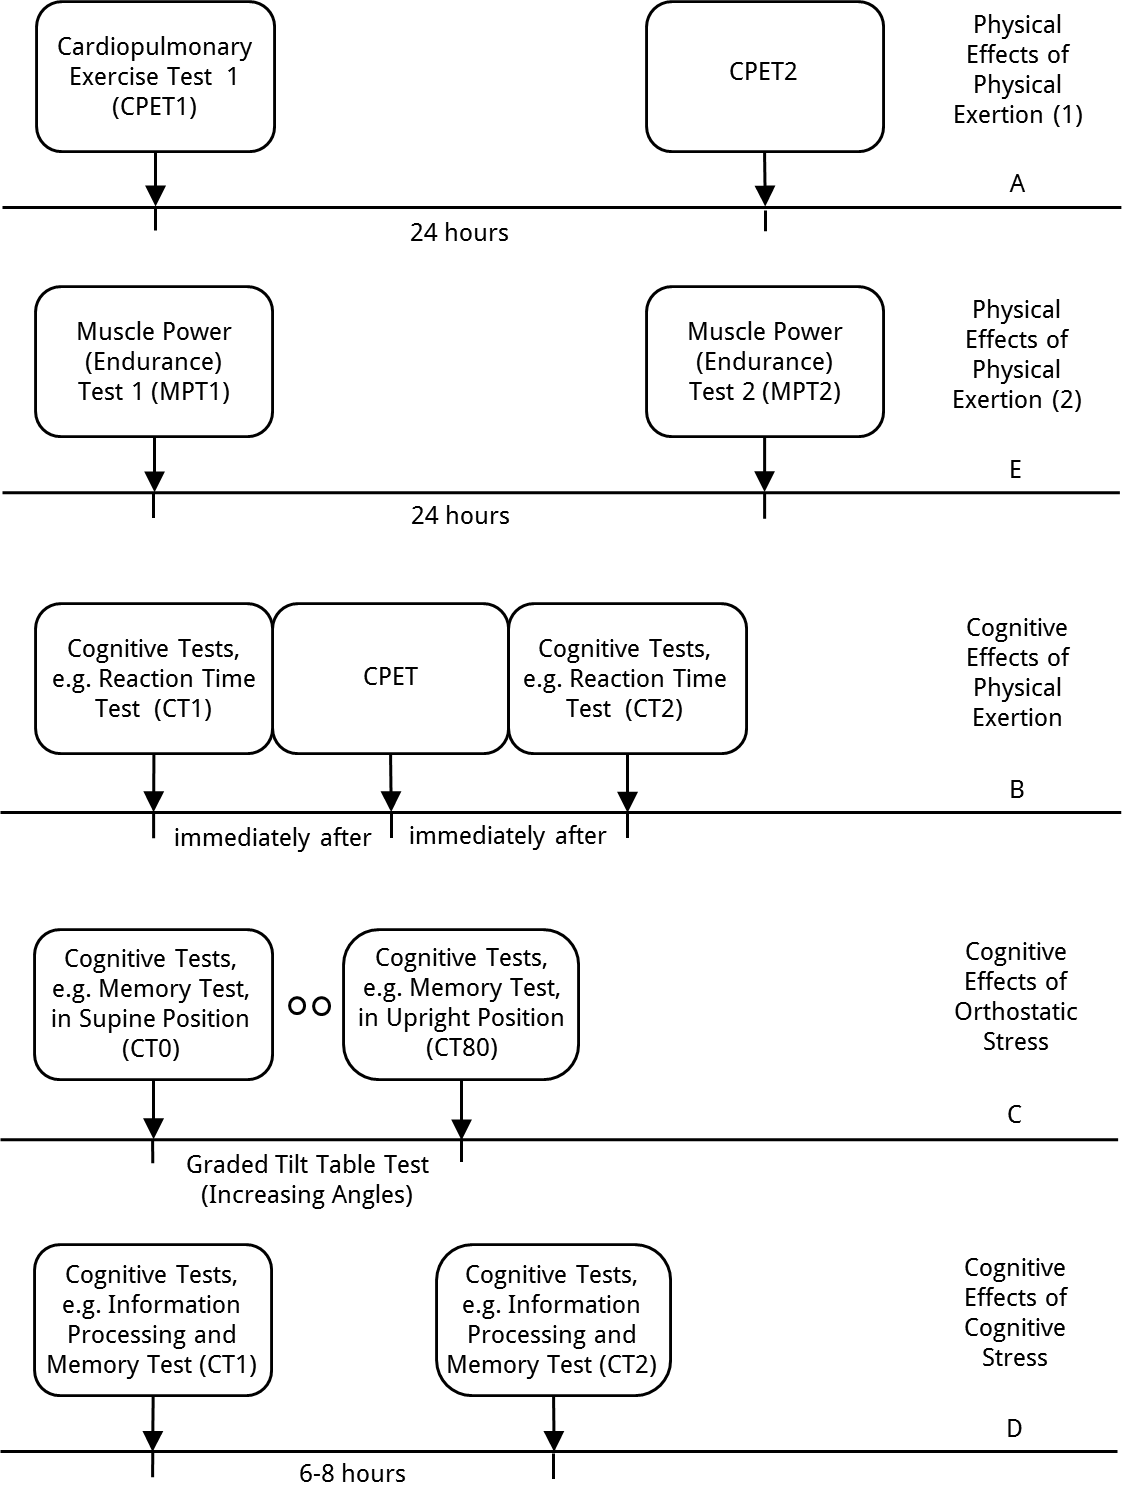 Cardiopulmonary
Exercise Test 1
(CPET1)
CPET2
Physical
Effects of
Physical
Exertion (1)
A
24 hours
Muscle Power
(Endurance)
Test 1 (MPT1)
Muscle Power
(Endurance)
Test 2 (MPT2)
Physical
Effects of
Physical
Exertion (2)
E
24 hours
Cognitive Tests,
e.g. Reaction Time
Test (CT1)
CPET
Cognitive Tests,
e.g. Reaction Time
Test (CT2)
Cognitive
Effects of
Physical
Exertion
B
immediately after
immediately after
Cognitive Tests,
e.g. Memory Test,
in Supine Position
(CT0)
Cognitive Tests,
e.g. Memory Test,
in Upright Position
(CT80)
Cognitive
Effects of
Orthostatic
Stress
C
Graded Tilt Table Test
(Increasing Angles)
Cognitive Tests,
e.g. Information
Processing and
Memory Test (CT1)
Cognitive Tests,
e.g. Information
Processing and
Memory Test (CT2)
Cognitive
Effects of
Cognitive
Stress
D
6-8 hours